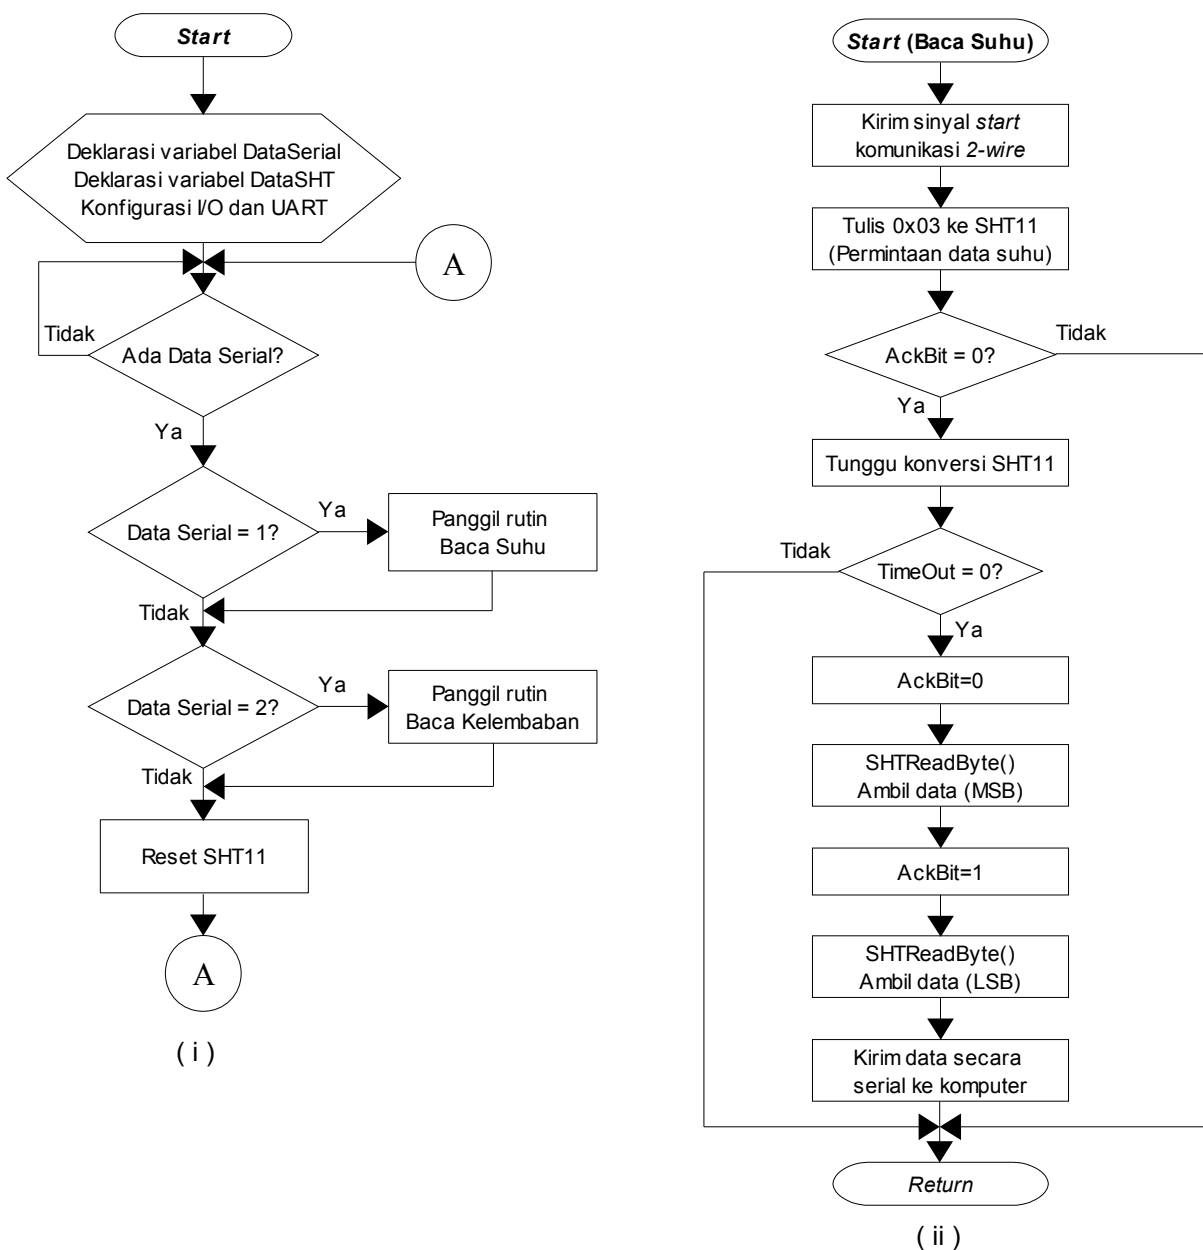 Start
Deklarasi variabel DataSerial
Deklarasi variabel DataSHT
Konfigurasi I/O dan UART
A
Tidak
Ada Data Serial?
Ya
Data Serial = 1?
Ya
Panggil rutin
Baca Suhu
Tidak
Data Serial = 2?
Ya
Panggil rutin
Baca Kelembaban
Tidak
Reset SHT11
A
( i )
Start (Baca Suhu)
Kirim sinyal start
komunikasi 2-wire
Tulis 0x03 ke SHT11
(Permintaan data suhu)
AckBit = 0?
Tidak
Ya
Tunggu konversi SHT11
Tidak
TimeOut = 0?
Ya
AckBit=0
SHTReadByte()
Ambil data (MSB)
AckBit=1
SHTReadByte()
Ambil data (LSB)
Kirim data secara
serial ke komputer
Return
( ii )